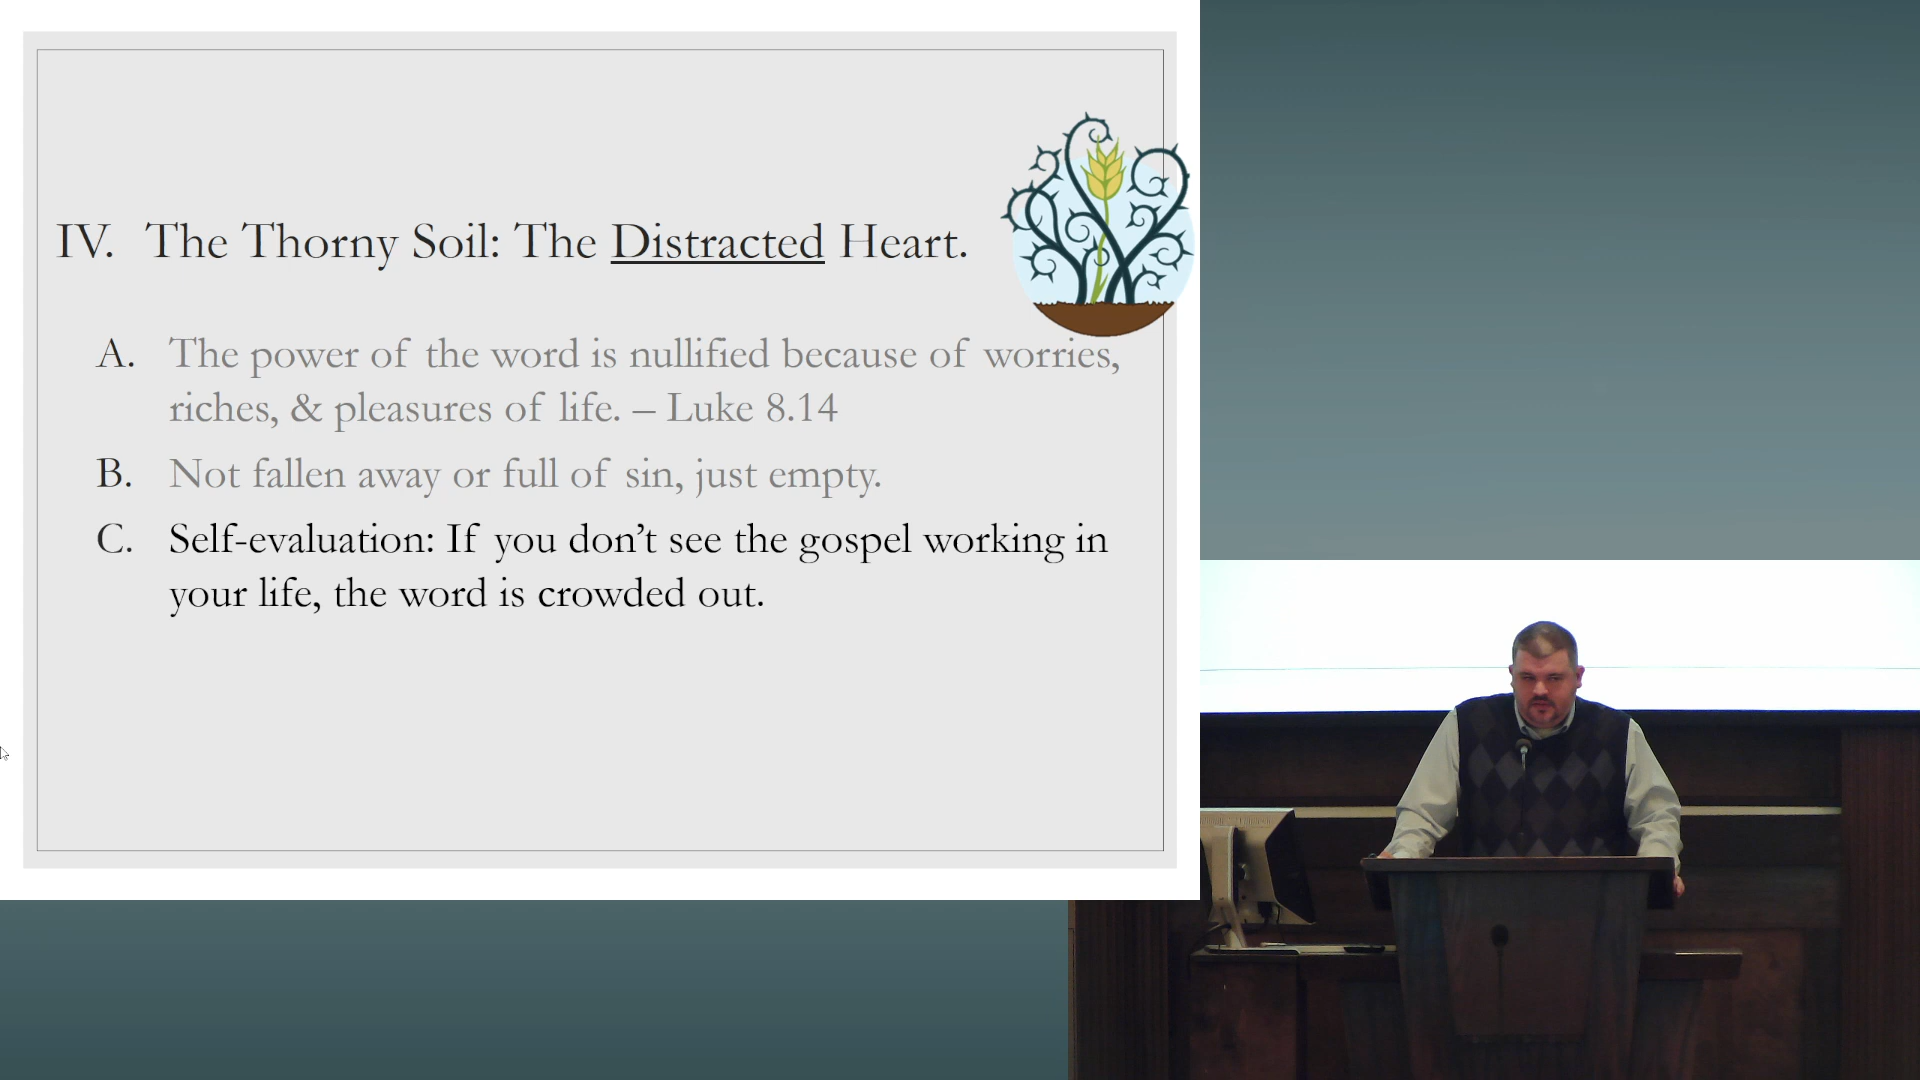 IV. The Thorny Soil: The Distracted Heart.
A. The power of the word is nullified because of worries,
riches, & pleasures of life. – Luke 8.14
B. Not fallen away or full of sin, just empty.
C. Self-evaluation: If you don’t see the gospel working in
your life, the word is crowded out.